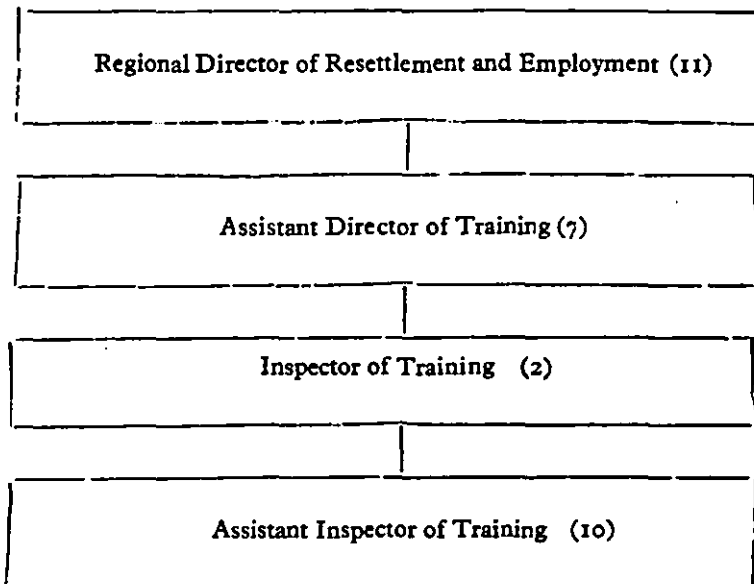 Regional Director of Resettlement and Employment (11)
Assistant Director of Training (7)
Inspector of Training (2)
Assistant Inspector of Training (10)